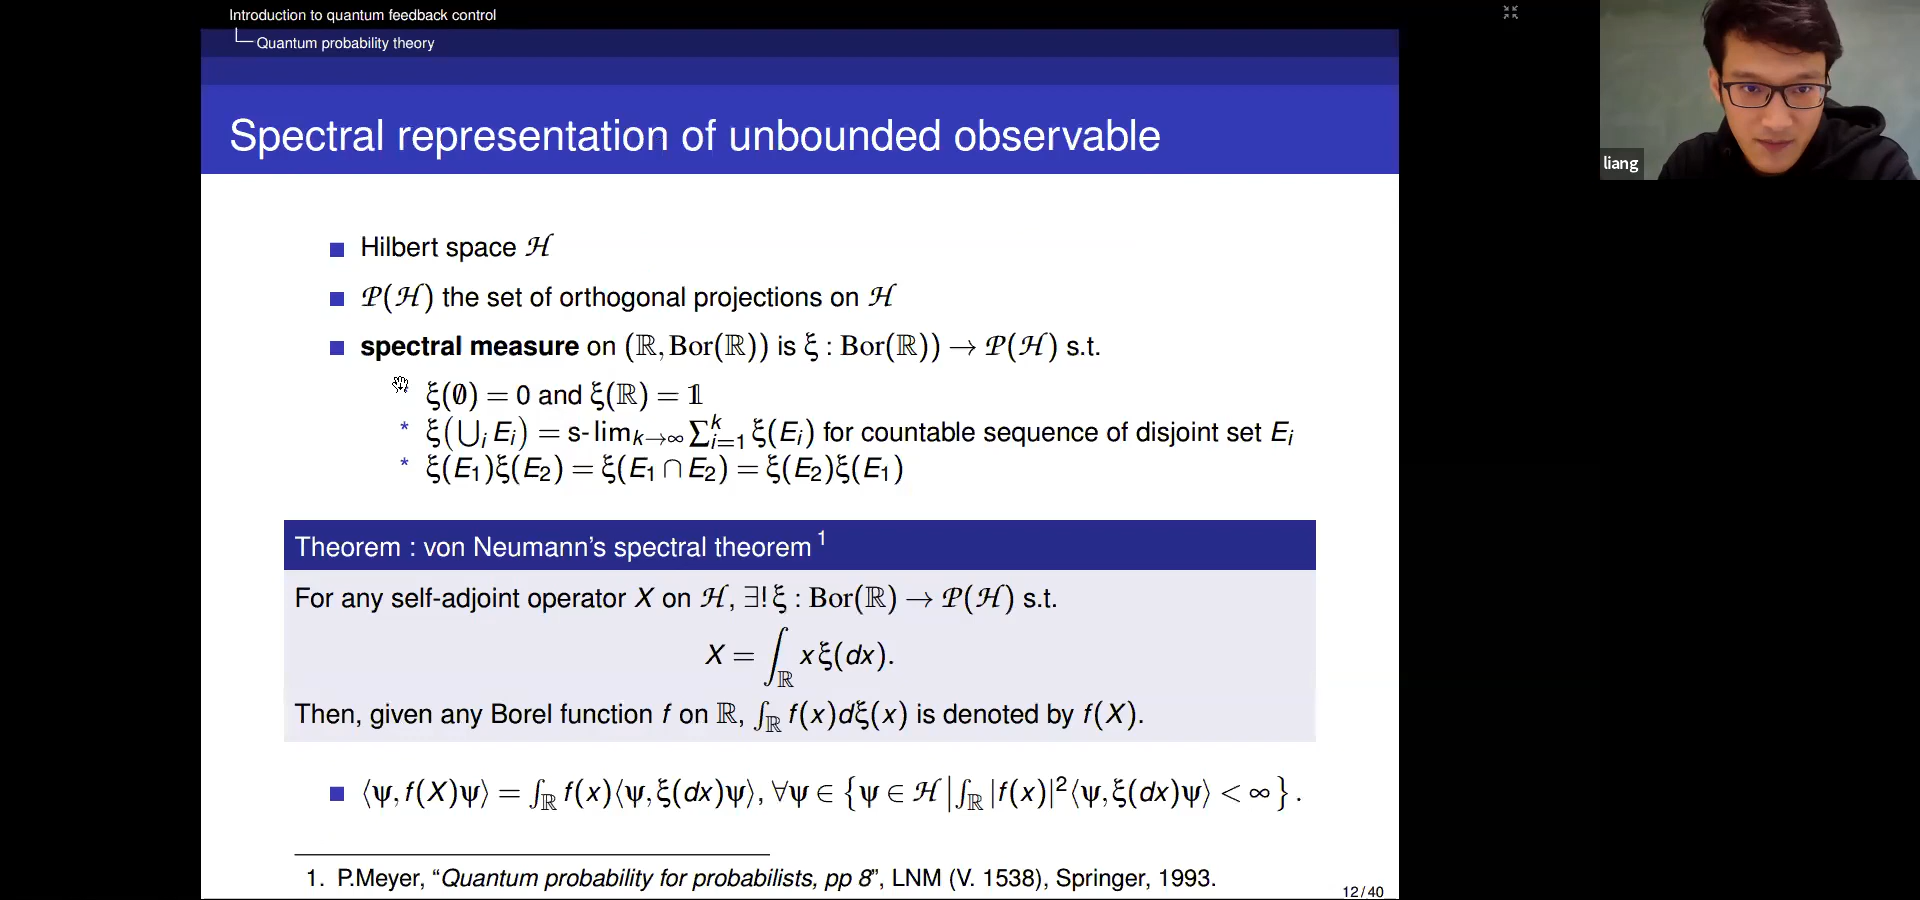 Introduction to quantum feedback control
Quantum probability theory
liang
Spectral representation of unbounded observable
Hilbert space ℋ
𝒫(ℋ) the set of orthogonal projections on ℋ
spectral measure on (ℝ, Bor(ℝ)) is ξ : Bor(ℝ)) → 𝒫(ℋ) s.t.
ξ(∅) = 0 and ξ(ℝ) = 𝟙
* ξ(⋃ᵢ Eᵢ) = s-lim_{k→∞} ∑_{i=1}^{k} ξ(Eᵢ) for countable sequence of disjoint set Eᵢ
* ξ(E₁)ξ(E₂) = ξ(E₁ ∩ E₂) = ξ(E₂)ξ(E₁)
Theorem : von Neumann's spectral theorem ¹
For any self-adjoint operator X on ℋ, ∃! ξ : Bor(ℝ) → 𝒫(ℋ) s.t.
X = ∫_ℝ x ξ(dx).
Then, given any Borel function f on ℝ, ∫_ℝ f(x)dξ(x) is denoted by f(X).
⟨ψ, f(X)ψ⟩ = ∫_ℝ f(x)⟨ψ, ξ(dx)ψ⟩, ∀ψ ∈ {ψ ∈ ℋ | ∫_ℝ |f(x)|²⟨ψ, ξ(dx)ψ⟩ < ∞}.
1. P.Meyer, “Quantum probability for probabilists, pp 8”, LNM (V. 1538), Springer, 1993.
12/40